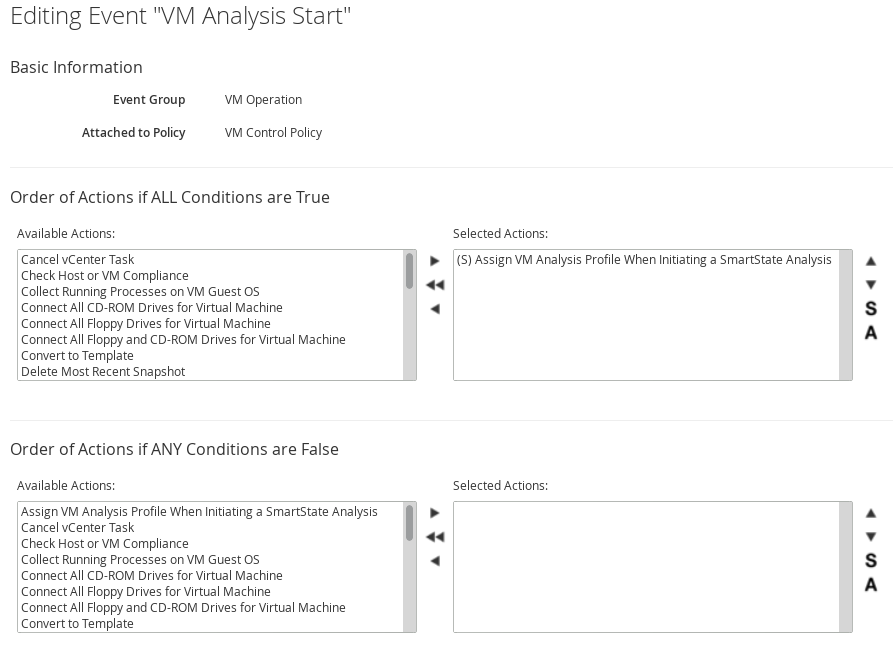 Editing Event "VM Analysis Start"
Basic Information
Event Group VM Operation
Attached to Policy VM Control Policy
Order of Actions if ALL Conditions are True
Available Actions: Selected Actions:
Cancel vCenter Task (S) Assign VM Analysis Profile When Initiating a SmartState Analysis
Check Host or VM Compliance
Collect Running Processes on VM Guest OS
Connect All CD-ROM Drives for Virtual Machine S
Connect All Floppy Drives for Virtual Machine
Connect All Floppy and CD-ROM Drives for Virtual Machine A
Convert to Template
Delete Most Recent Snapshot
Order of Actions if ANY Conditions are False
Available Actions: Selected Actions:
Assign VM Analysis Profile When Initiating a SmartState Analysis
Cancel vCenter Task
Check Host or VM Compliance
Collect Running Processes on VM Guest OS S
Connect All CD-ROM Drives for Virtual Machine A
Connect All Floppy Drives for Virtual Machine
Connect All Floppy and CD-ROM Drives for Virtual Machine
Convert to Template